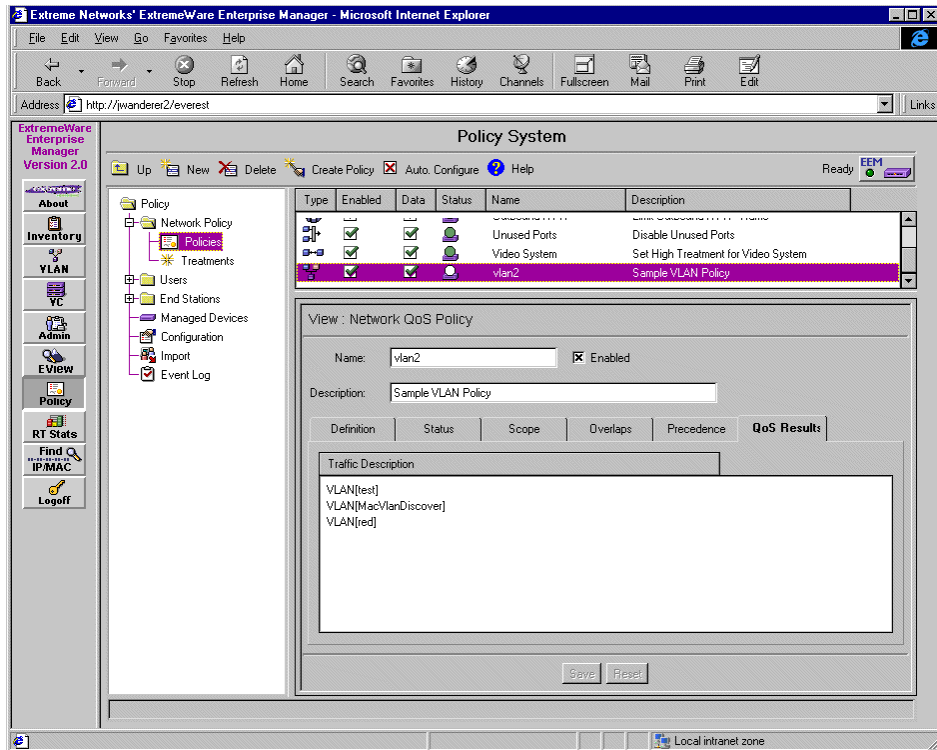 Extreme Networks' ExtremeWare Enterprise Manager - Microsoft Internet Explorer
File Edit View Go Favorites Help
Back Forward Stop Refresh Home Search Favorites History Channels Fullscreen Mail Print Edit
Address http://jwanderer2/everest Links
ExtremeWare
Enterprise
Manager
Version 2.0
About
Inventory
VLAN
VC
Admin
EView
Policy
RT Stats
Find
IP/MAC
Logoff
Policy System
Up New Delete Create Policy Auto. Configure Help Ready EEM
Policy
Network Policy
Policies
Treatments
Users
End Stations
Managed Devices
Configuration
Import
Event Log
Type Enabled Data Status Name Description
Unused Ports Disable Unused Ports
Video System Set High Treatment for Video System
vlan2 Sample VLAN Policy
View : Network QoS Policy
Name: vlan2 Enabled
Description: Sample VLAN Policy
Definition Status Scope Overlaps Precedence QoS Results
Traffic Description
VLAN[test]
VLAN[MacVlanDiscover]
VLAN[red]
Save Reset
Local intranet zone